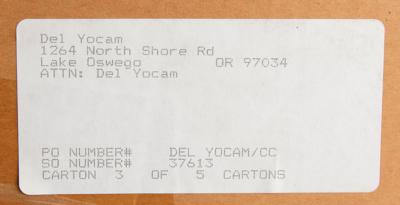 Del Yocam
1264 North Shore Rd
Lake Oswego OR 97034
ATTN: Del Yocam
PO NUMBER# DEL YOCAM/CC
SO NUMBER# 37613
CARTON 3 OF 5 CARTONS